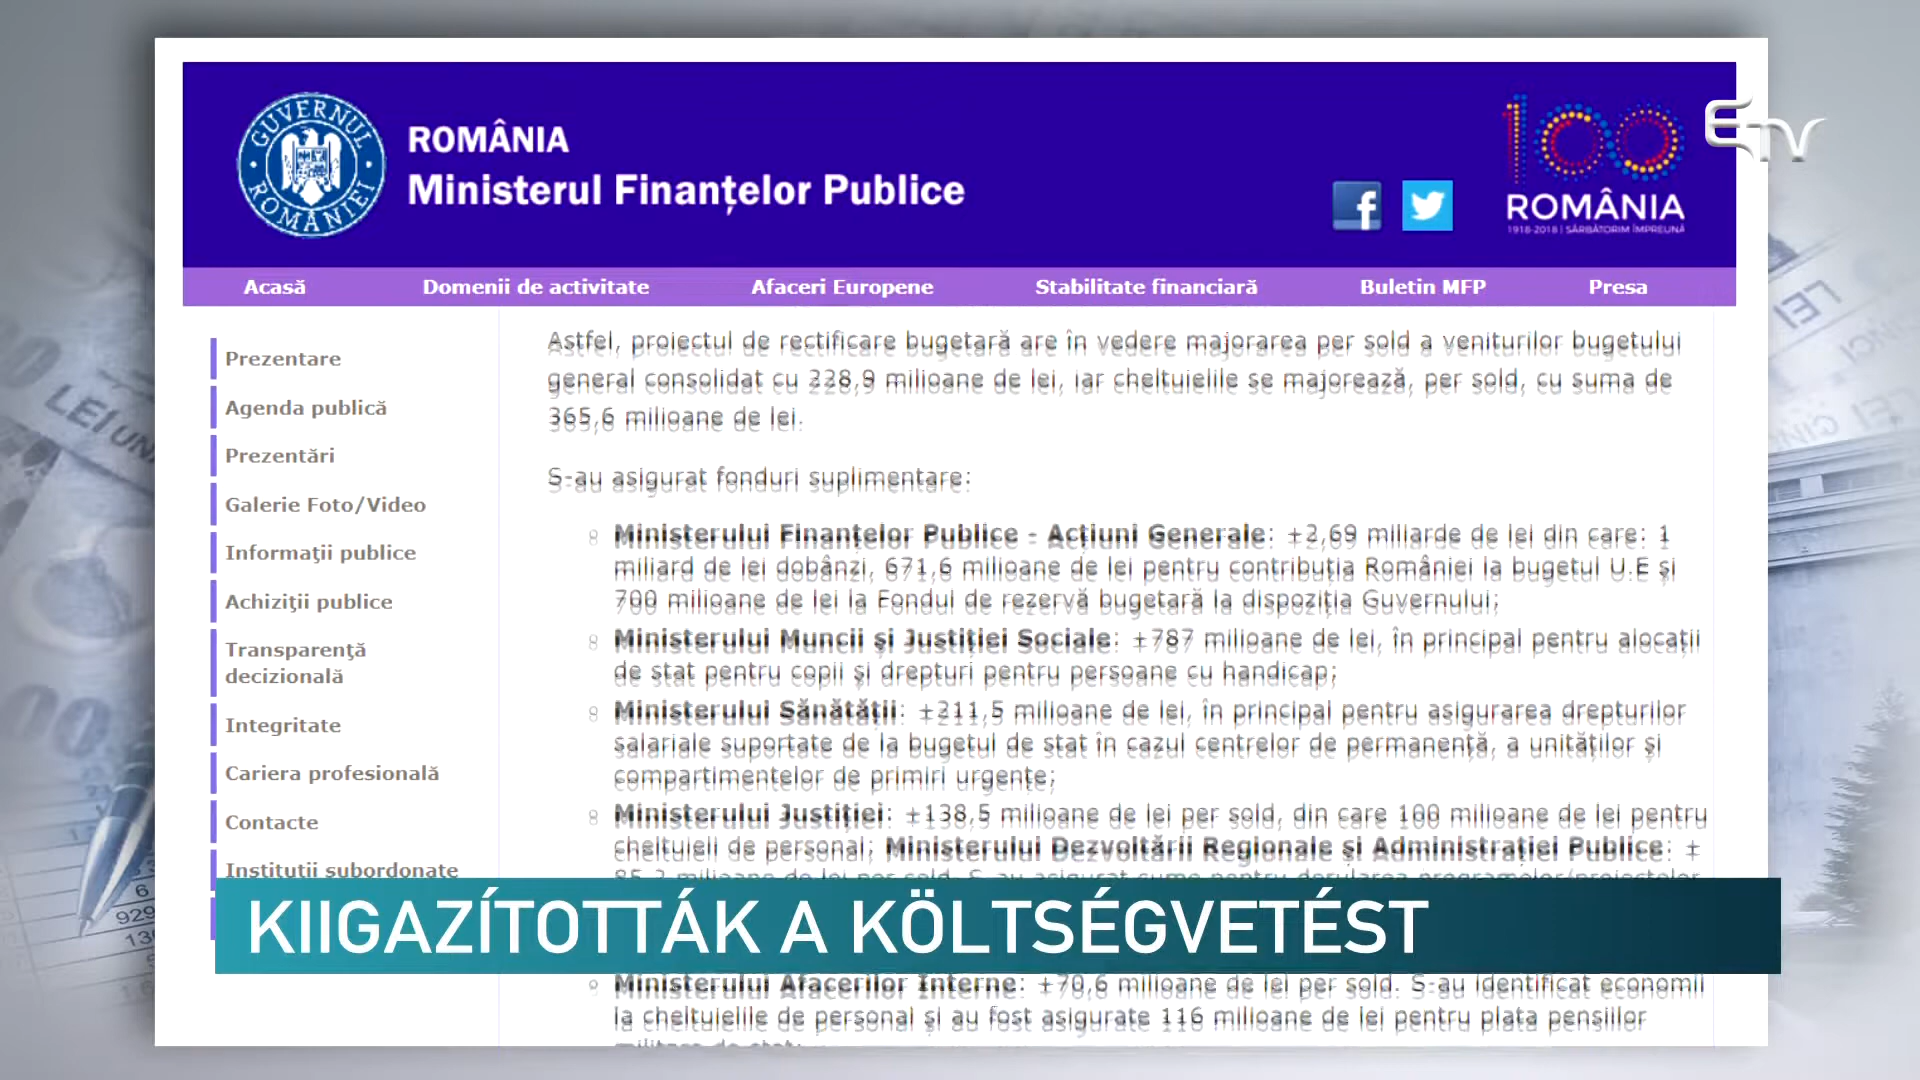 GUVERNUL ROMÂNIEI
ROMÂNIA
Ministerul Finanțelor Publice
100
ROMÂNIA
1918-2018 | SĂRBĂTORIM ÎMPREUNĂ
ETV
Acasă Domenii de activitate Afaceri Europene Stabilitate financiară Buletin MFP Presa
Prezentare
Agenda publică
Prezentări
Galerie Foto/Video
Informaţii publice
Achiziţii publice
Transparenţă
decizională
Integritate
Cariera profesională
Contacte
Instituţii subordonate
Astfel, proiectul de rectificare bugetară are în vedere majorarea per sold a veniturilor bugetului
general consolidat cu 228,9 milioane de lei, iar cheltuielile se majorează, per sold, cu suma de
365,6 milioane de lei.
S-au asigurat fonduri suplimentare:
Ministerului Finanțelor Publice - Acțiuni Generale: +2,69 miliarde de lei din care: 1
miliard de lei dobânzi, 671,6 milioane de lei pentru contribuția României la bugetul U.E și
700 milioane de lei la Fondul de rezervă bugetară la dispoziția Guvernului;
Ministerului Muncii și Justiției Sociale: +787 milioane de lei, în principal pentru alocații
de stat pentru copii și drepturi pentru persoane cu handicap;
Ministerului Sănătății: +211,5 milioane de lei, în principal pentru asigurarea drepturilor
salariale suportate de la bugetul de stat în cazul centrelor de permanență, a unităților și
compartimentelor de primiri urgențe;
Ministerului Justiției: +138,5 milioane de lei per sold, din care 100 milioane de lei pentru
cheltuieli de personal; Ministerului Dezvoltării Regionale și Administrației Publice: +
KIIGAZÍTOTTÁK A KÖLTSÉGVETÉST
Ministerului Afacerilor Interne: +70,6 milioane de lei per sold. S-au identificat economii
la cheltuielile de personal și au fost asigurate 116 milioane de lei pentru plata pensiilor